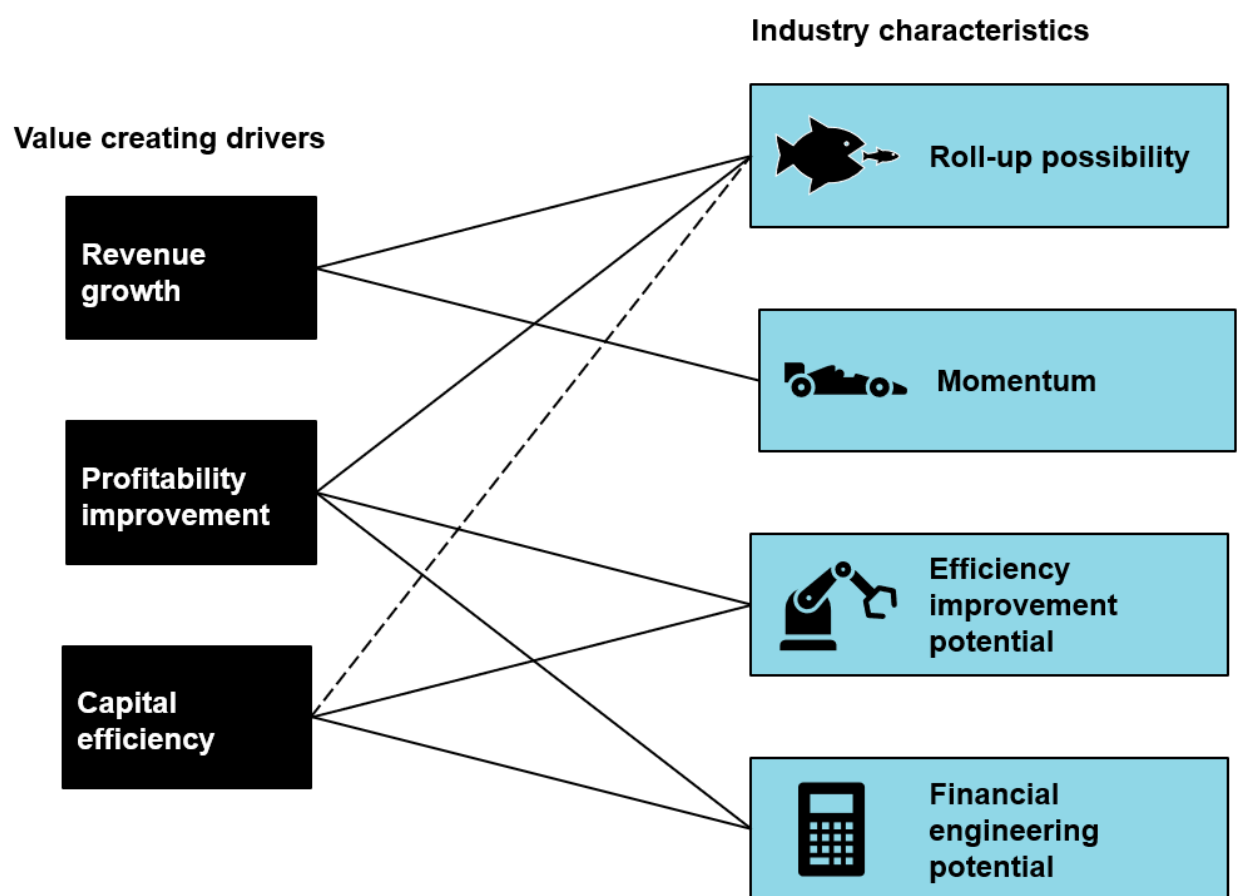 Industry characteristics
Value creating drivers
Roll-up possibility
Revenue
growth
Momentum
Profitability
improvement
Efficiency
improvement
potential
Capital
efficiency
Financial
engineering
potential